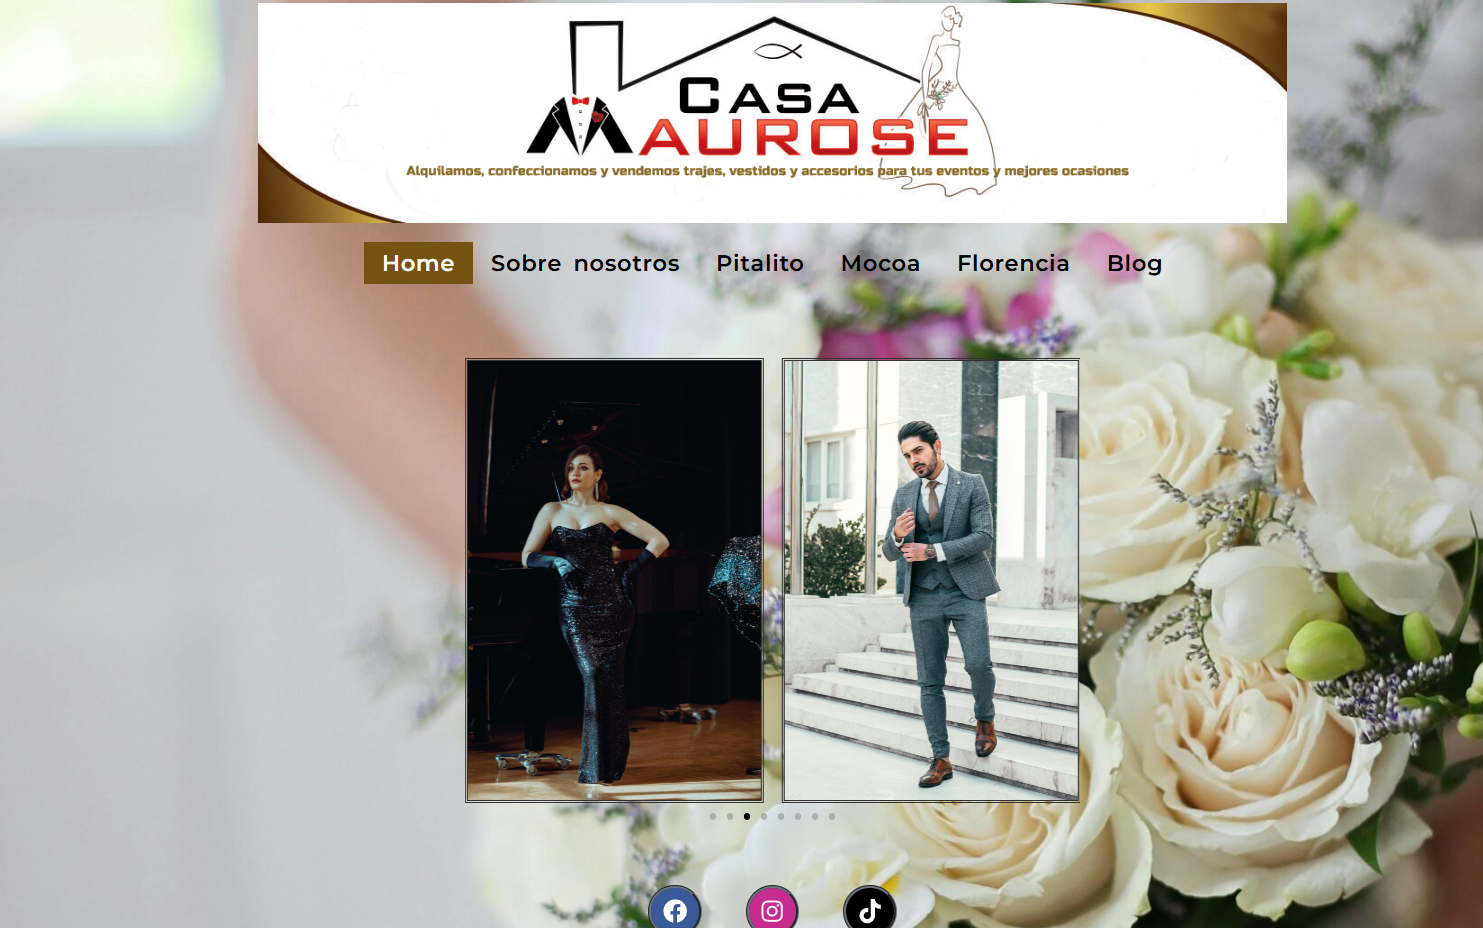 CASA
MAUROSE
Alquilamos, confeccionamos y vendemos trajes, vestidos y accesorios para tus eventos y mejores ocasiones
Home Sobre nosotros Pitalito Mocoa Florencia Blog